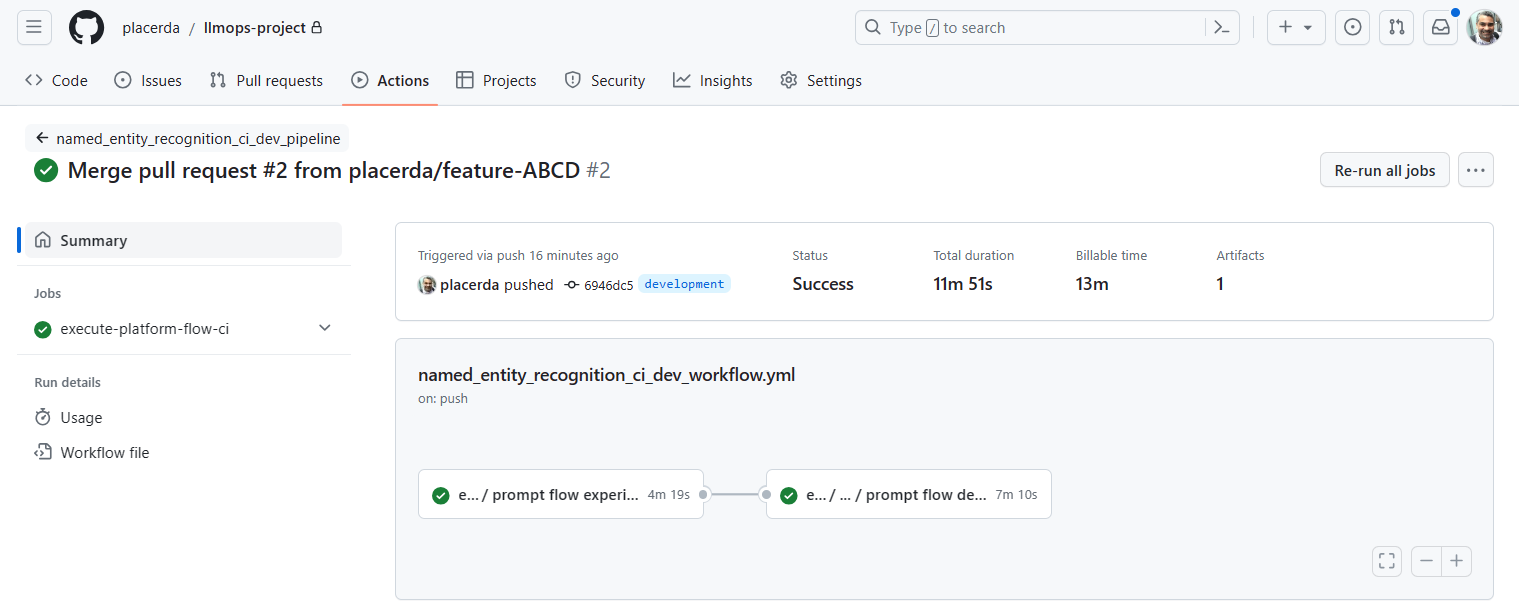 placerda / llmops-project
Type / to search
Code Issues Pull requests Actions Projects Security Insights Settings
named_entity_recognition_ci_dev_pipeline
Merge pull request #2 from placerda/feature-ABCD #2
Re-run all jobs
Summary
Jobs
execute-platform-flow-ci
Run details
Usage
Workflow file
Triggered via push 16 minutes ago Status Total duration Billable time Artifacts
placerda pushed 6946dc5 development Success 11m 51s 13m 1
named_entity_recognition_ci_dev_workflow.yml
on: push
e... / prompt flow experi... 4m 19s
e... / ... / prompt flow de... 7m 10s